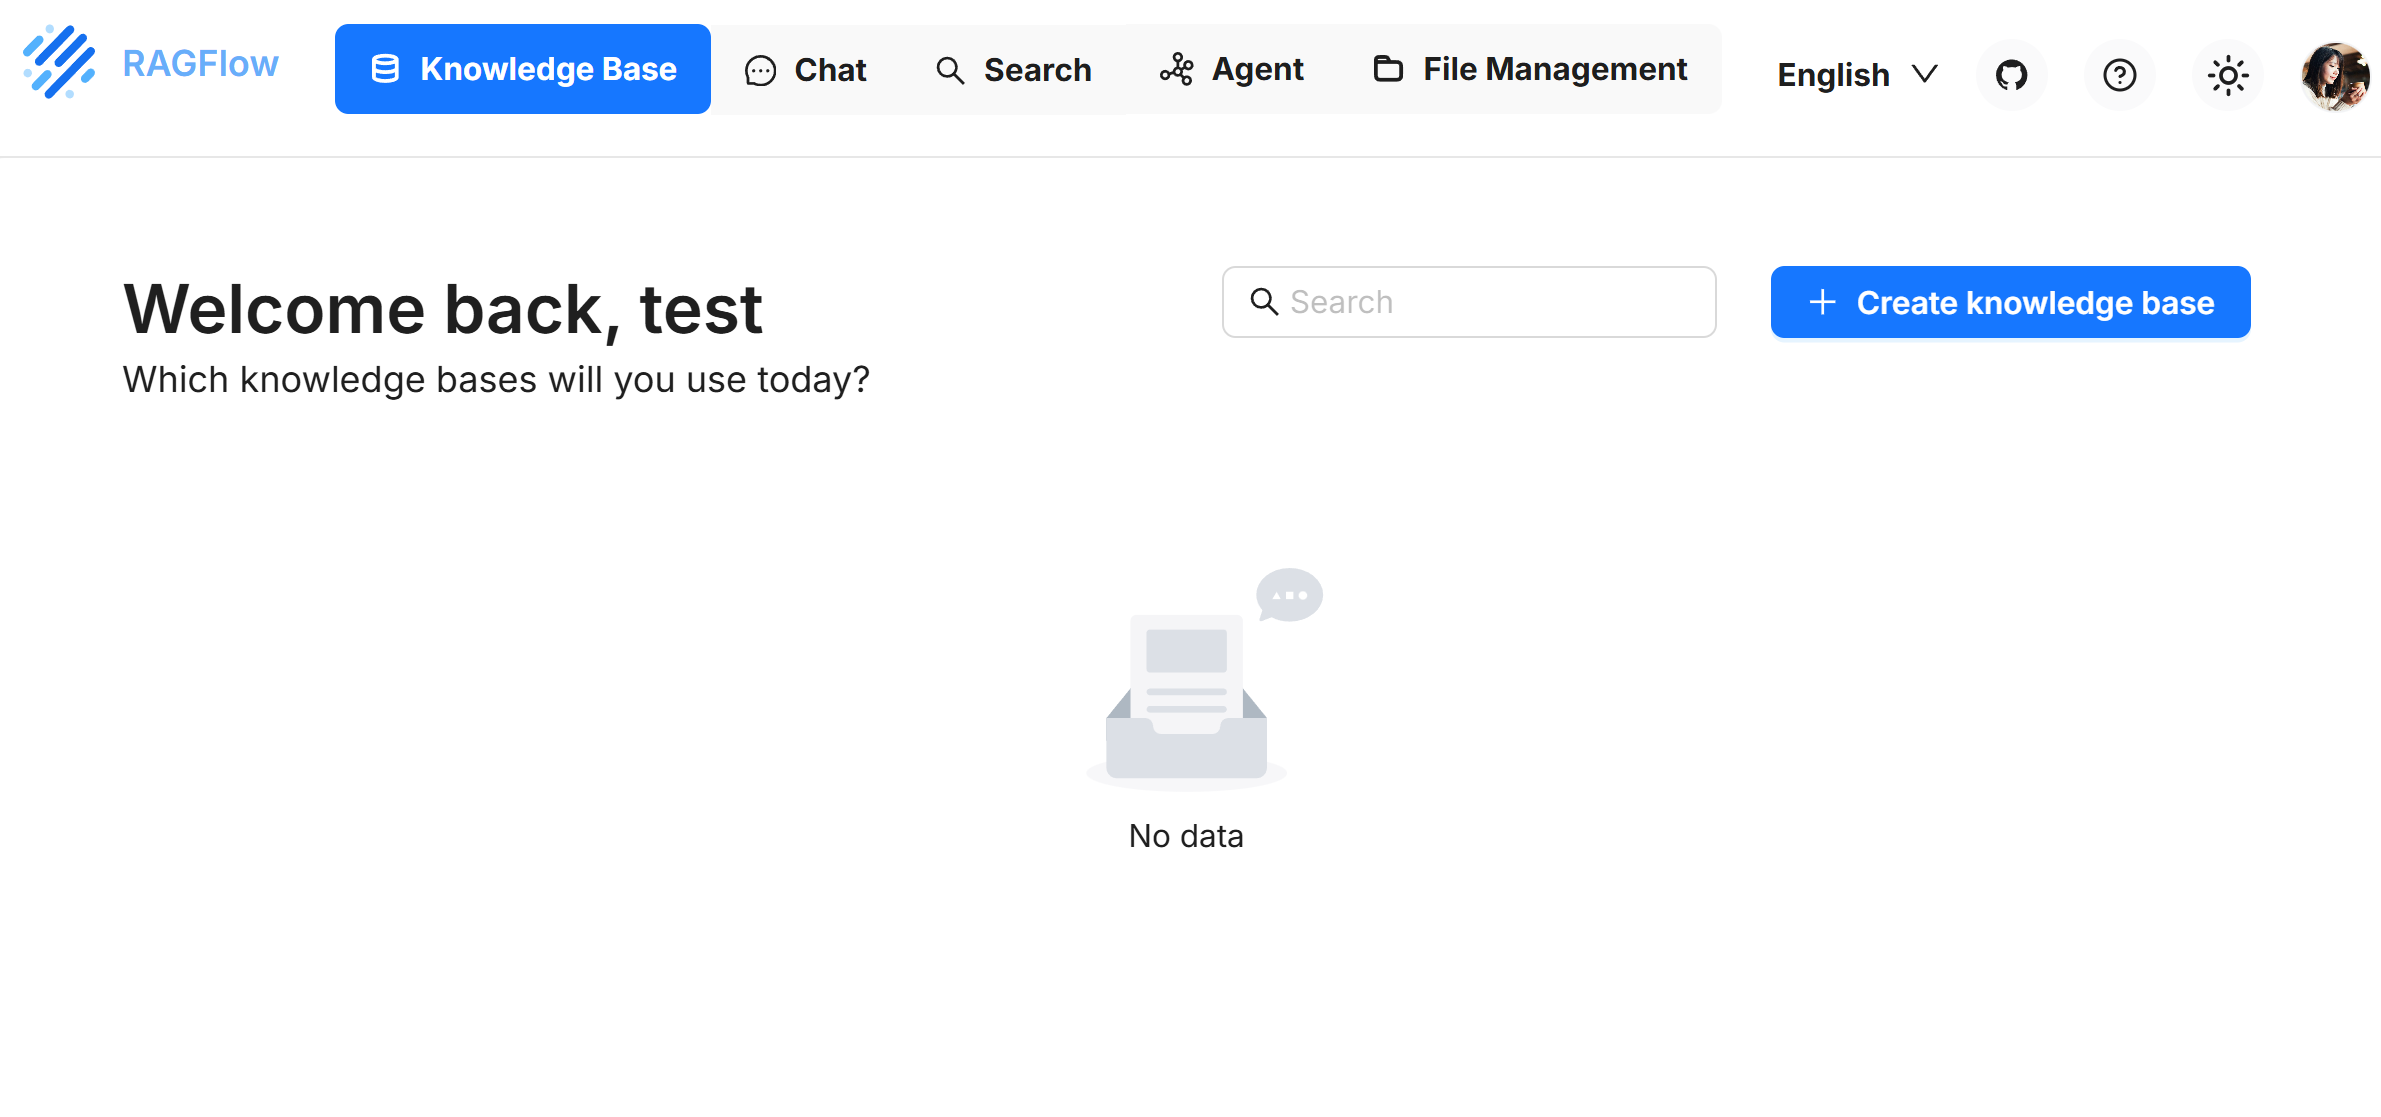 RAGFlow
Knowledge Base
Chat
Search
Agent
File Management
English
Welcome back, test
Search
Create knowledge base
Which knowledge bases will you use today?
No data